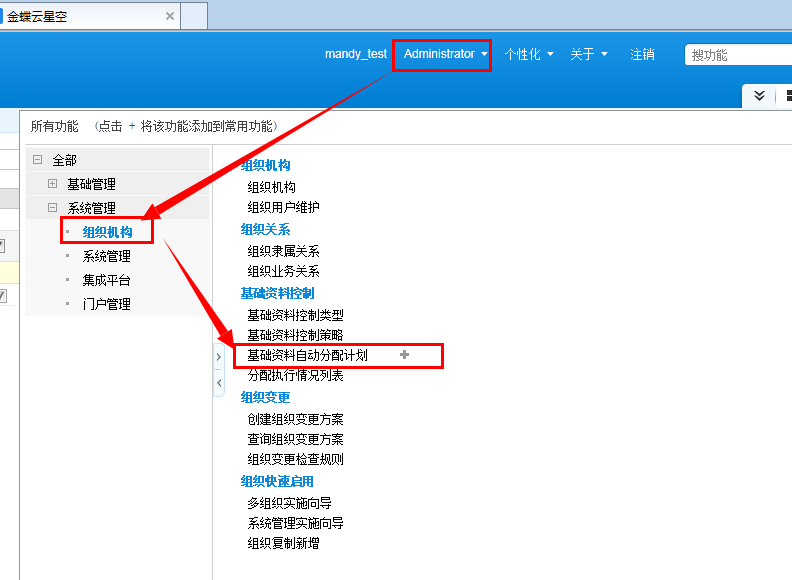 金蝶云星空
mandy_test Administrator 个性化 关于 注销 搜功能
所有功能 (点击 + 将该功能添加到常用功能)
全部
基础管理
系统管理
组织机构
系统管理
集成平台
门户管理
组织机构
组织机构
组织用户维护
组织关系
组织隶属关系
组织业务关系
基础资料控制
基础资料控制类型
基础资料控制策略
基础资料自动分配计划
分配执行情况列表
组织变更
创建组织变更方案
查询组织变更方案
组织变更检查规则
组织快速启用
多组织实施向导
系统管理实施向导
组织复制新增